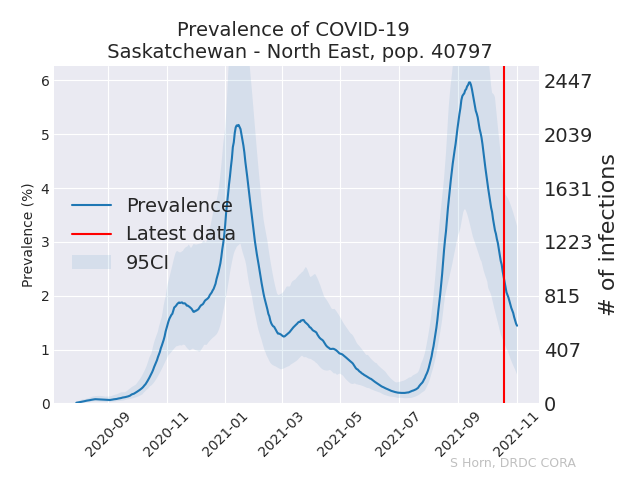 Prevalence of COVID-19
Saskatchewan - North East, pop. 40797
Prevalence (%)
6
5
4
3
2
1
0
Prevalence
Latest data
95CI
2447
2039
1631
1223
815
407
0
# of infections
2020-09
2020-11
2021-01
2021-03
2021-05
2021-07
2021-09
2021-11
S Horn, DRDC CORA